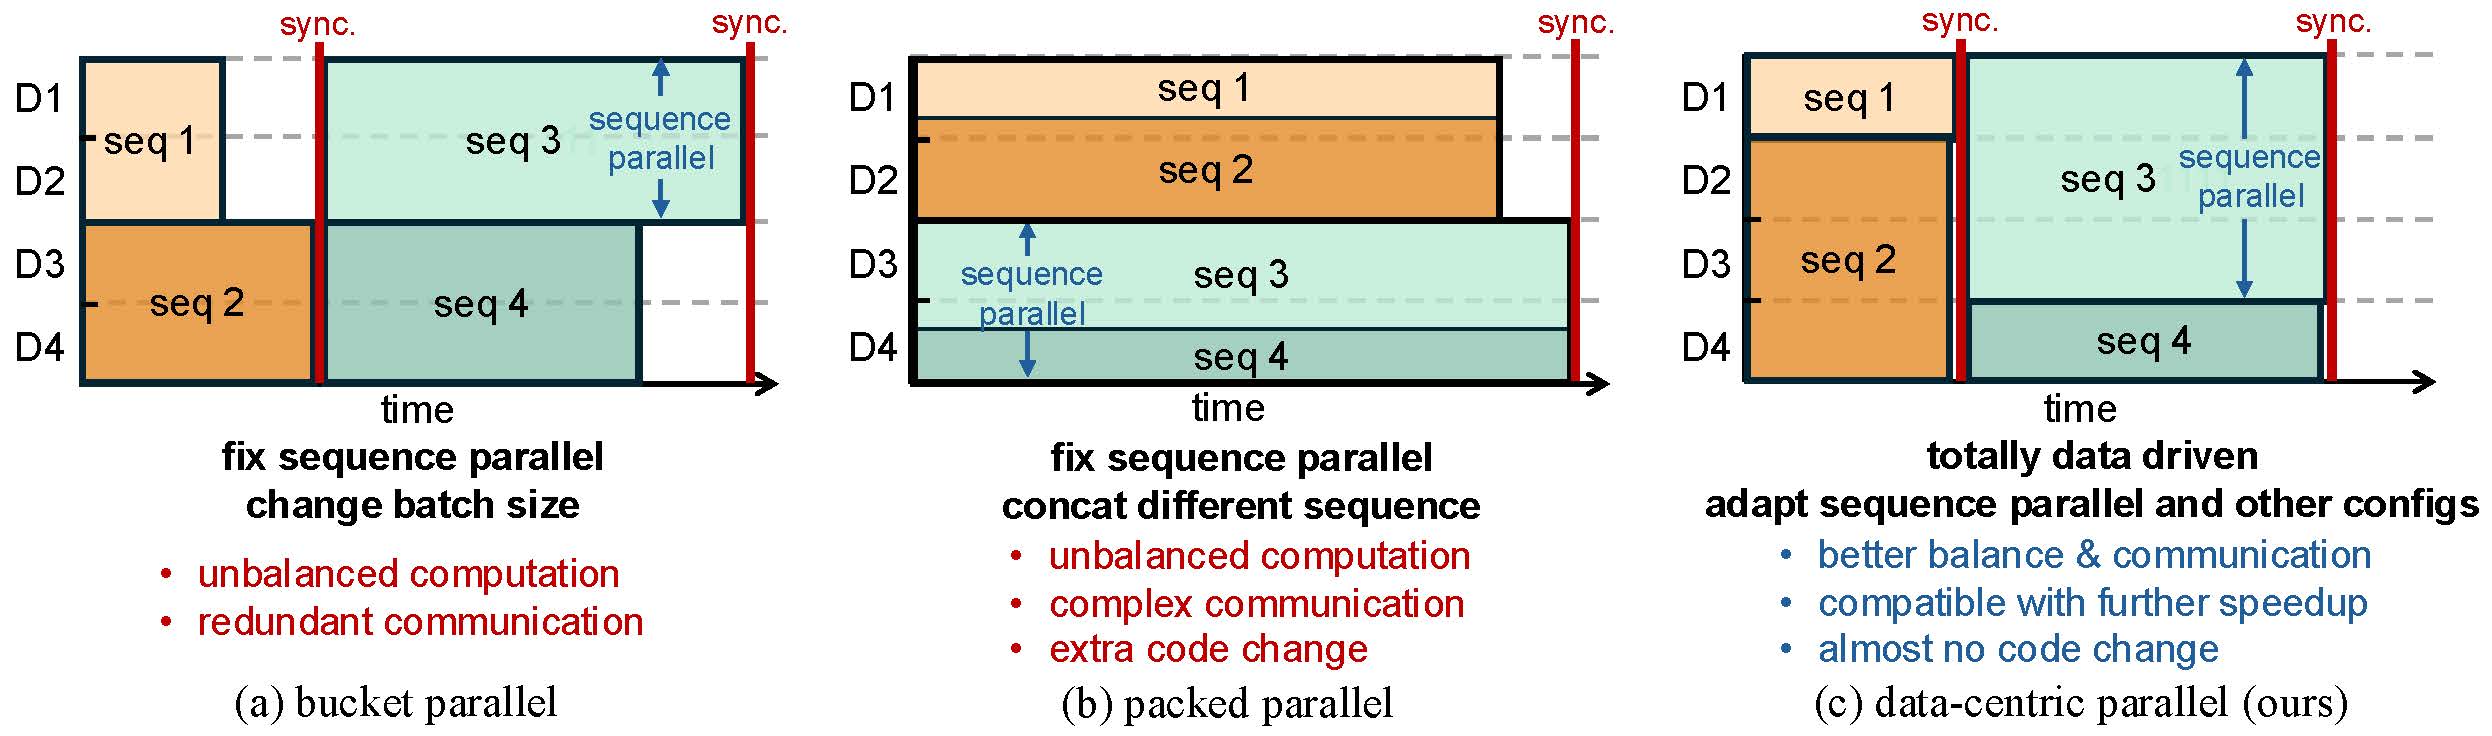 sync.
sync.
D1
D2
D3
D4
seq 1
seq 2
seq 3
seq 4
sequence
parallel
time
fix sequence parallel
change batch size
• unbalanced computation
• redundant communication
(a) bucket parallel
sync.
D1
D2
D3
D4
seq 1
seq 2
seq 3
seq 4
sequence
parallel
time
fix sequence parallel
concat different sequence
• unbalanced computation
• complex communication
• extra code change
(b) packed parallel
sync.
sync.
D1
D2
D3
D4
seq 1
seq 2
seq 3
seq 4
sequence
parallel
time
totally data driven
adapt sequence parallel and other configs
• better balance & communication
• compatible with further speedup
• almost no code change
(c) data-centric parallel (ours)